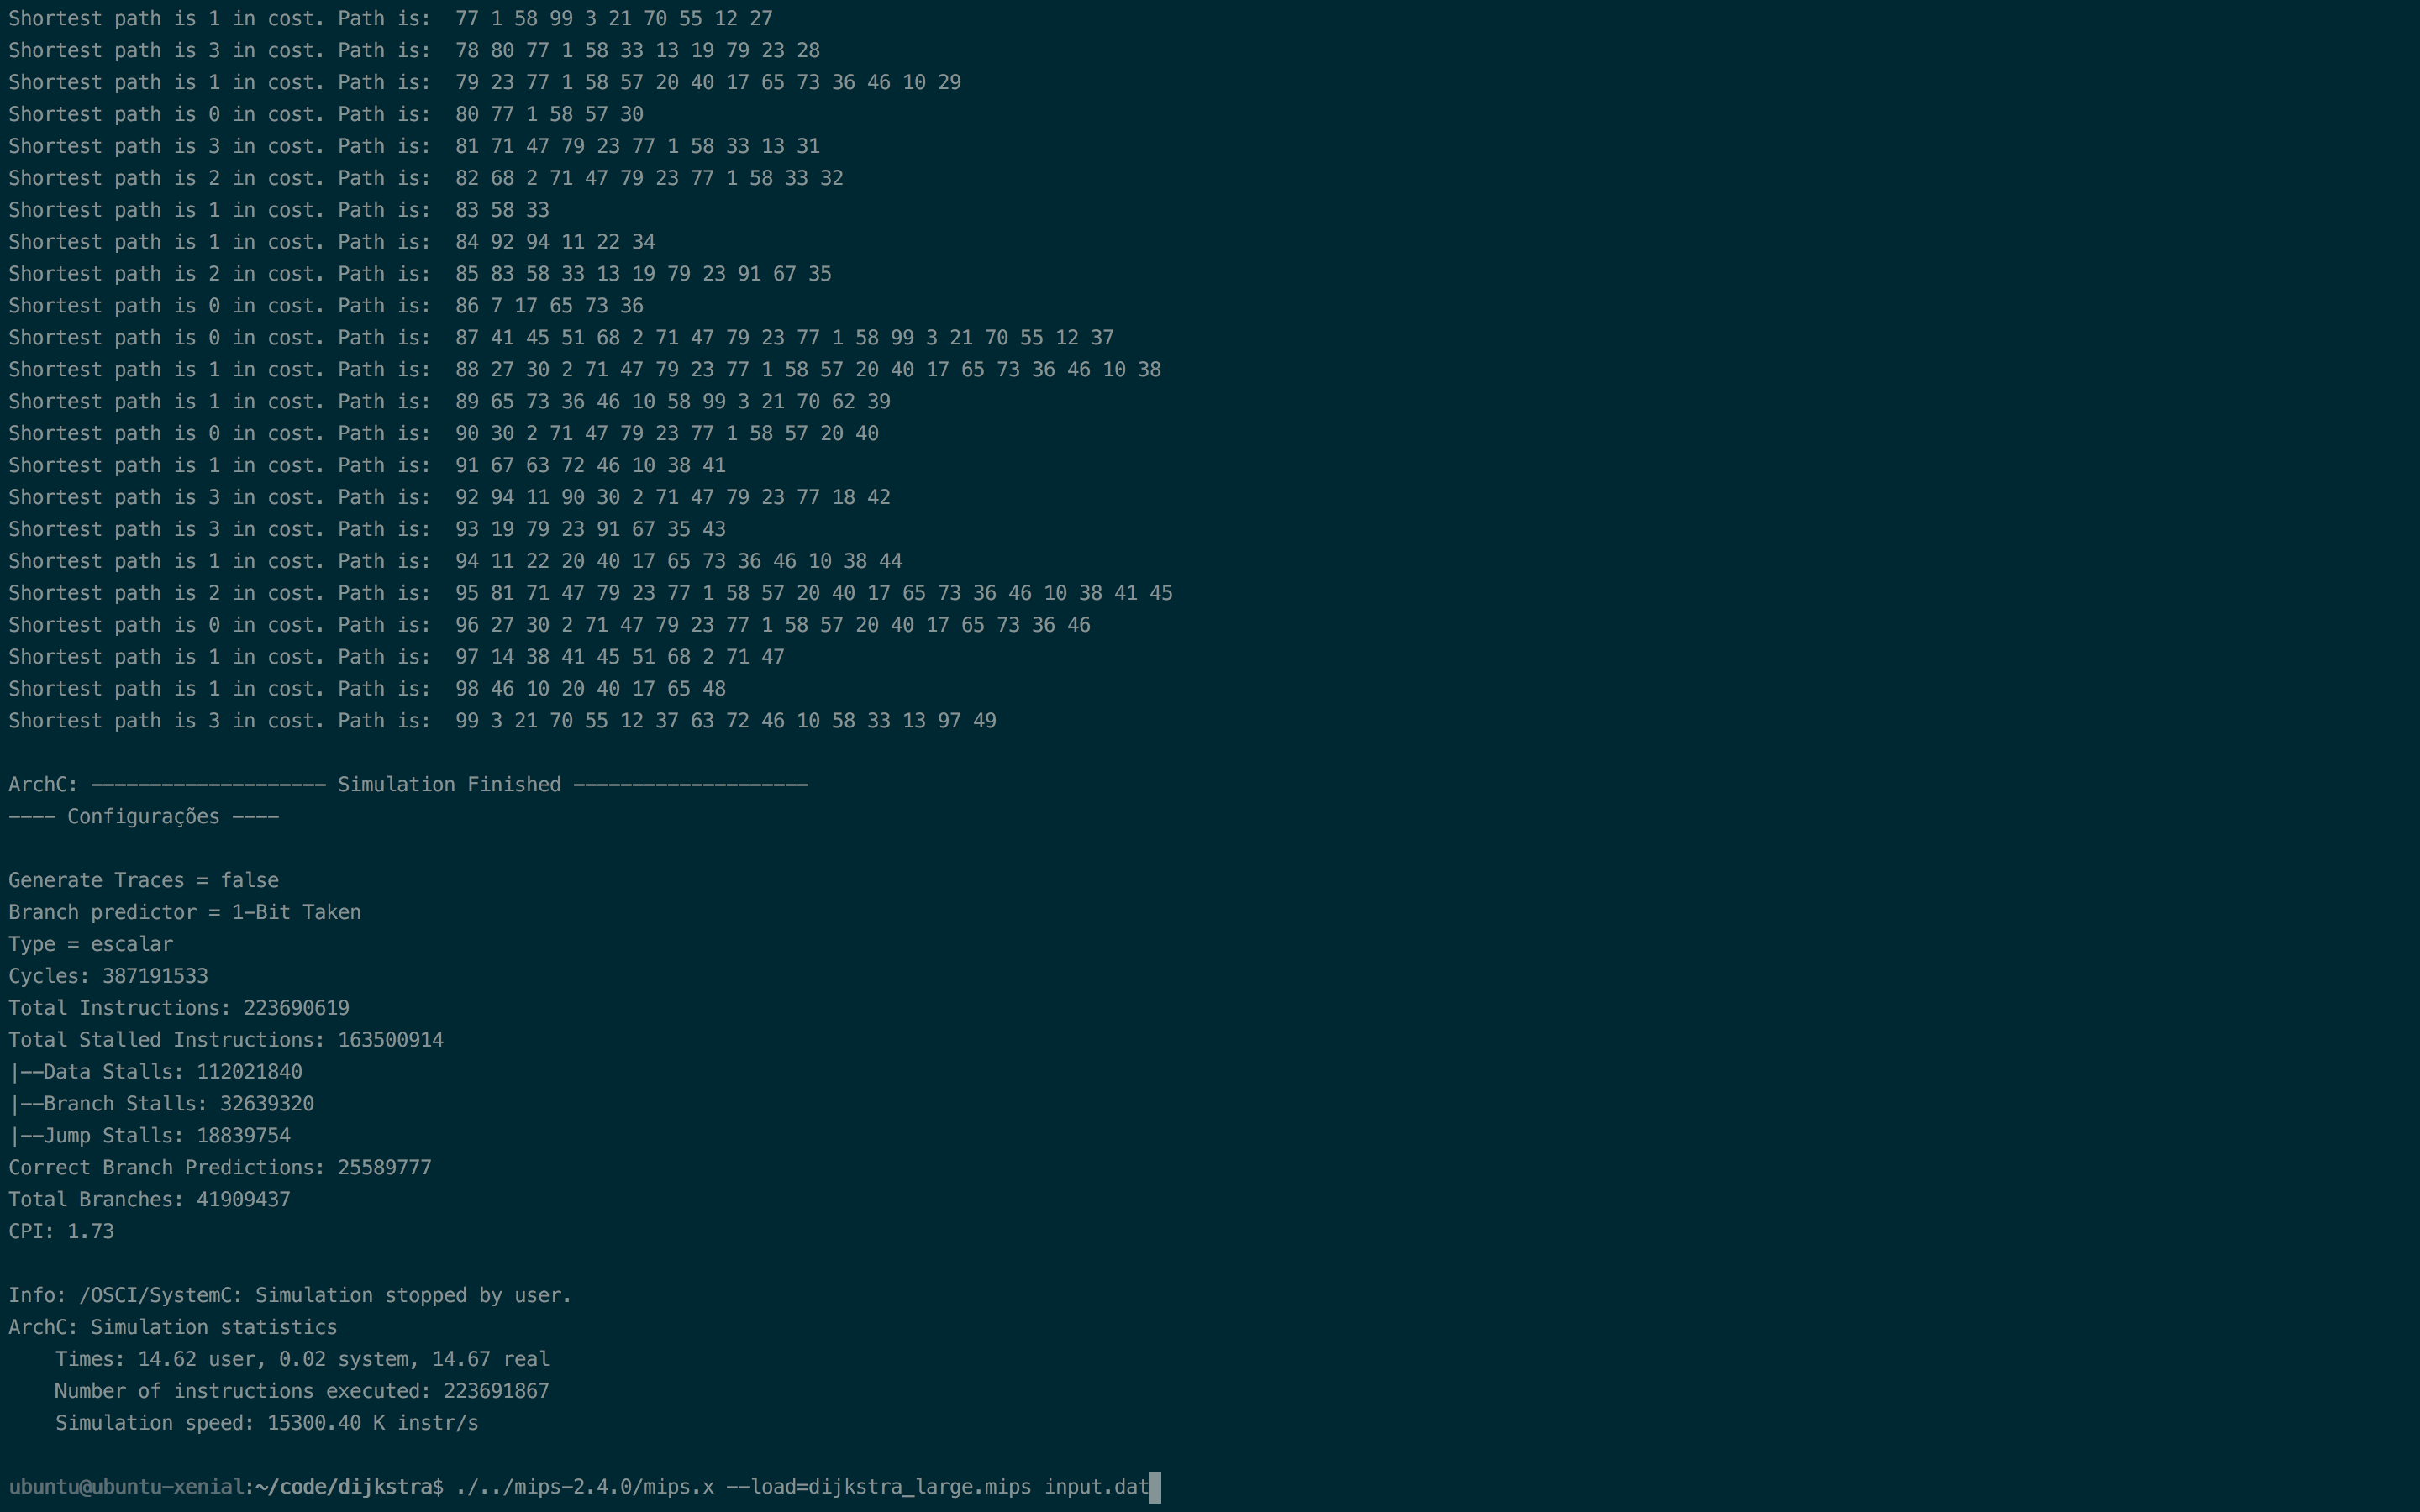 Shortest path is 1 in cost. Path is:  77 1 58 99 3 21 70 55 12 27
Shortest path is 3 in cost. Path is:  78 80 77 1 58 33 13 19 79 23 28
Shortest path is 1 in cost. Path is:  79 23 77 1 58 57 20 40 17 65 73 36 46 10 29
Shortest path is 0 in cost. Path is:  80 77 1 58 57 30
Shortest path is 3 in cost. Path is:  81 71 47 79 23 77 1 58 33 13 31
Shortest path is 2 in cost. Path is:  82 68 2 71 47 79 23 77 1 58 33 32
Shortest path is 1 in cost. Path is:  83 58 33
Shortest path is 1 in cost. Path is:  84 92 94 11 22 34
Shortest path is 2 in cost. Path is:  85 83 58 33 13 19 79 23 91 67 35
Shortest path is 0 in cost. Path is:  86 7 17 65 73 36
Shortest path is 0 in cost. Path is:  87 41 45 51 68 2 71 47 79 23 77 1 58 99 3 21 70 55 12 37
Shortest path is 1 in cost. Path is:  88 27 30 2 71 47 79 23 77 1 58 57 20 40 17 65 73 36 46 10 38
Shortest path is 1 in cost. Path is:  89 65 73 36 46 10 58 99 3 21 70 62 39
Shortest path is 0 in cost. Path is:  90 30 2 71 47 79 23 77 1 58 57 20 40
Shortest path is 1 in cost. Path is:  91 67 63 72 46 10 38 41
Shortest path is 3 in cost. Path is:  92 94 11 90 30 2 71 47 79 23 77 18 42
Shortest path is 3 in cost. Path is:  93 19 79 23 91 67 35 43
Shortest path is 1 in cost. Path is:  94 11 22 20 40 17 65 73 36 46 10 38 44
Shortest path is 2 in cost. Path is:  95 81 71 47 79 23 77 1 58 57 20 40 17 65 73 36 46 10 38 41 45
Shortest path is 0 in cost. Path is:  96 27 30 2 71 47 79 23 77 1 58 57 20 40 17 65 73 36 46
Shortest path is 1 in cost. Path is:  97 14 38 41 45 51 68 2 71 47
Shortest path is 1 in cost. Path is:  98 46 10 20 40 17 65 48
Shortest path is 3 in cost. Path is:  99 3 21 70 55 12 37 63 72 46 10 58 33 13 97 49
ArchC: -------------------- Simulation Finished --------------------
---- Configurações ----
Generate Traces = false
Branch predictor = 1-Bit Taken
Type = escalar
Cycles: 387191533
Total Instructions: 223690619
Total Stalled Instructions: 163500914
|--Data Stalls: 112021840
|--Branch Stalls: 32639320
|--Jump Stalls: 18839754
Correct Branch Predictions: 25589777
Total Branches: 41909437
CPI: 1.73
Info: /OSCI/SystemC: Simulation stopped by user.
ArchC: Simulation statistics
    Times: 14.62 user, 0.02 system, 14.67 real
    Number of instructions executed: 223691867
    Simulation speed: 15300.40 K instr/s
ubuntu@ubuntu-xenial:~/code/dijkstra$ ./../mips-2.4.0/mips.x --load=dijkstra_large.mips input.dat